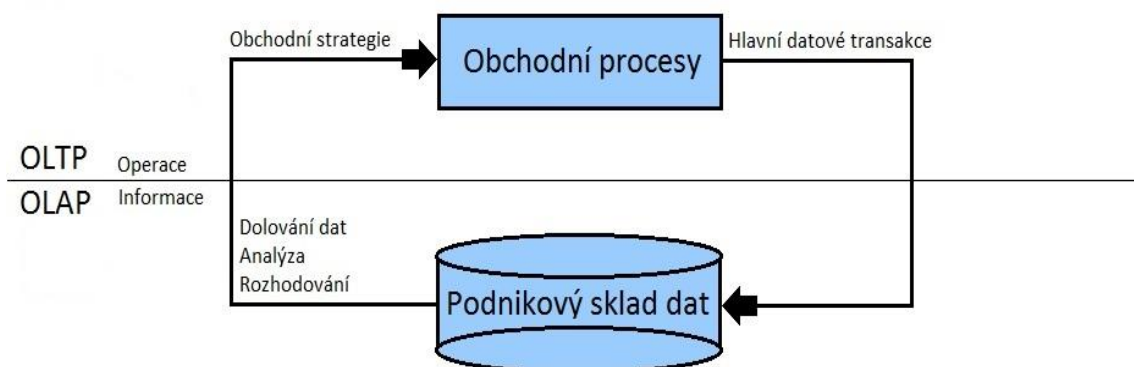 Obchodní strategie
Obchodní procesy
Hlavní datové transakce
OLTP Operace
OLAP Informace
Dolování dat
Analýza
Rozhodování
Podnikový sklad dat